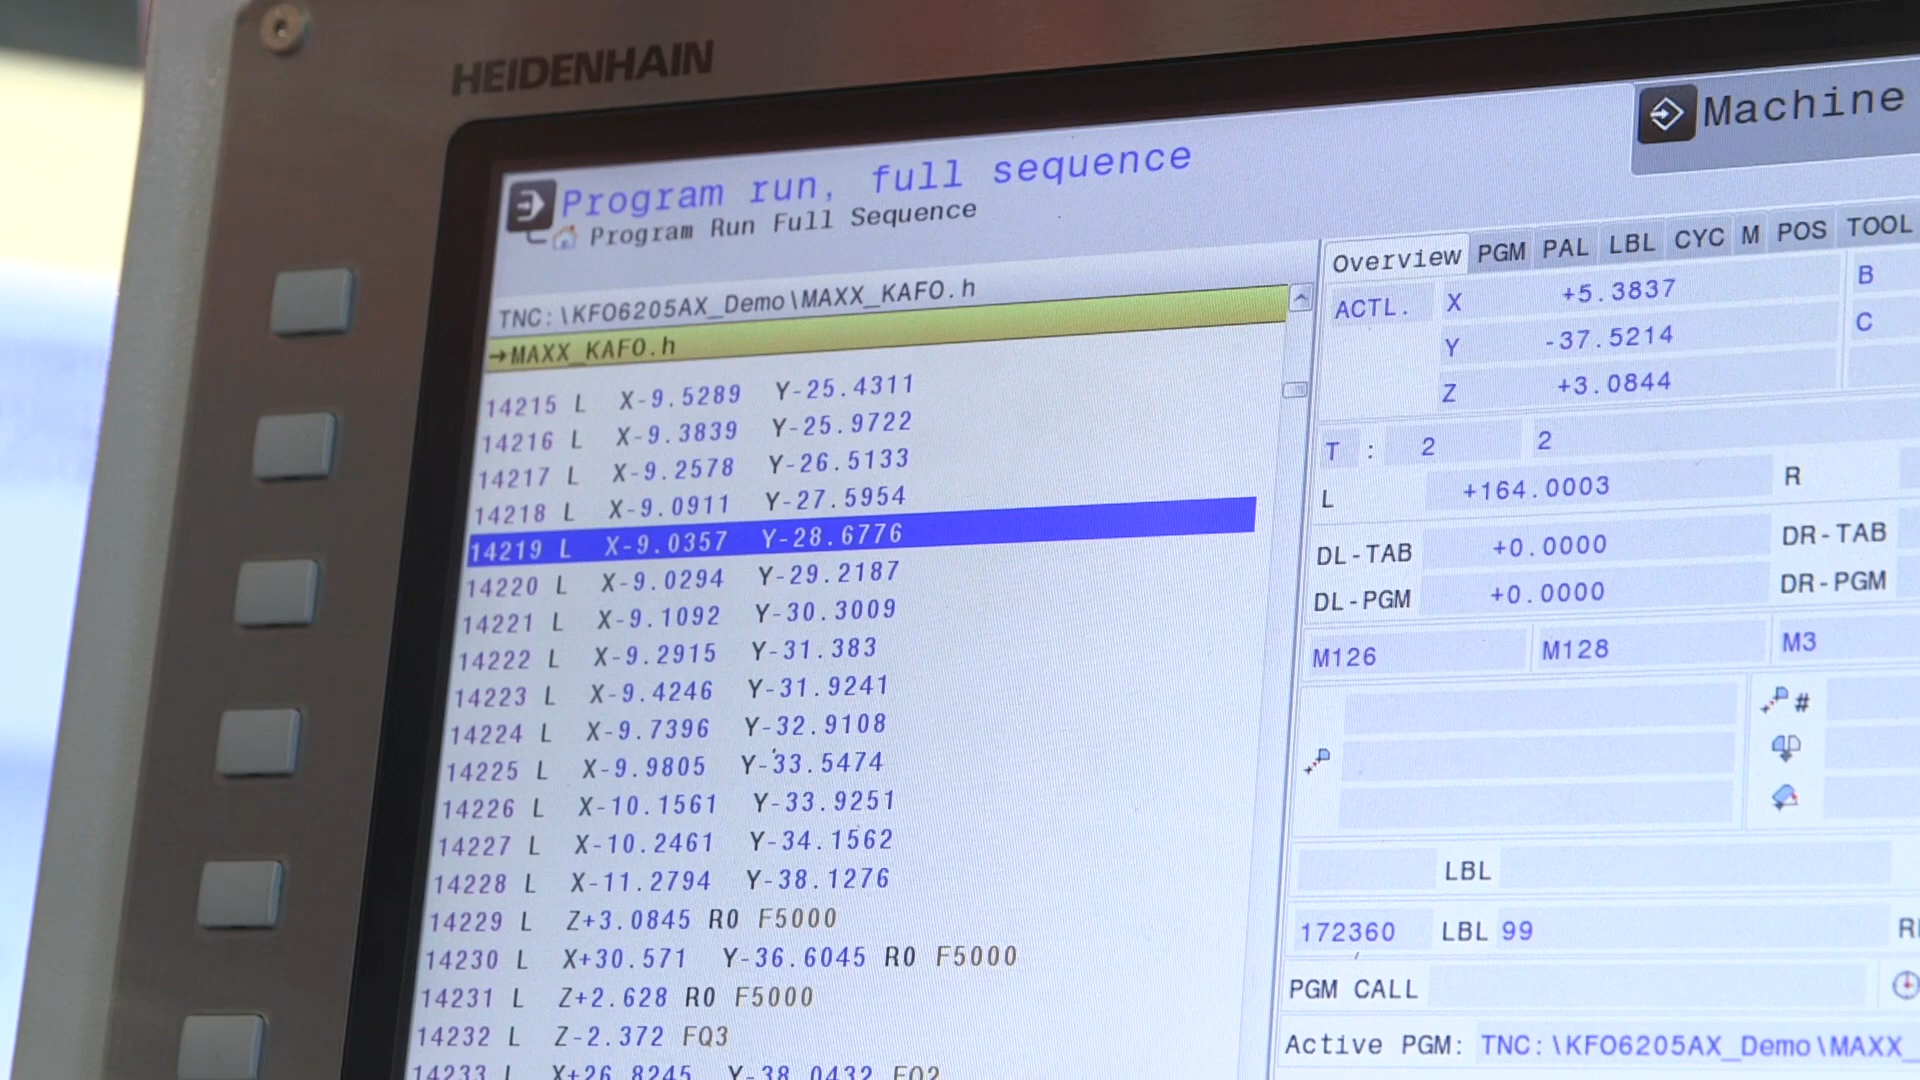 HEIDENHAIN
Machine
Program run, full sequence
Program Run Full Sequence
TNC:\KFO6205AX_Demo\MAXX_KAFO.h
→MAXX_KAFO.h
14215 L X-9.5289 Y-25.4311
14216 L X-9.3839 Y-25.9722
14217 L X-9.2578 Y-26.5133
14218 L X-9.0911 Y-27.5954
14219 L X-9.0357 Y-28.6776
14220 L X-9.0294 Y-29.2187
14221 L X-9.1092 Y-30.3009
14222 L X-9.2915 Y-31.383
14223 L X-9.4246 Y-31.9241
14224 L X-9.7396 Y-32.9108
14225 L X-9.9805 Y-33.5474
14226 L X-10.1561 Y-33.9251
14227 L X-10.2461 Y-34.1562
14228 L X-11.2794 Y-38.1276
14229 L Z+3.0845 R0 F5000
14230 L X+30.571 Y-36.6045 R0 F5000
14231 L Z+2.628 R0 F5000
14232 L Z-2.372 FQ3
14233 L X+26.8245 Y-38.0432 FQ2
Overview PGM PAL LBL CYC M POS TOOL
ACTL. X +5.3837 B
Y -37.5214 C
Z +3.0844
T : 2 2
L +164.0003 R
DL-TAB +0.0000 DR-TAB
DL-PGM +0.0000 DR-PGM
M126 M128 M3
#
LBL
172360 LBL 99
PGM CALL
Active PGM: TNC:\KFO6205AX_Demo\MAXX_